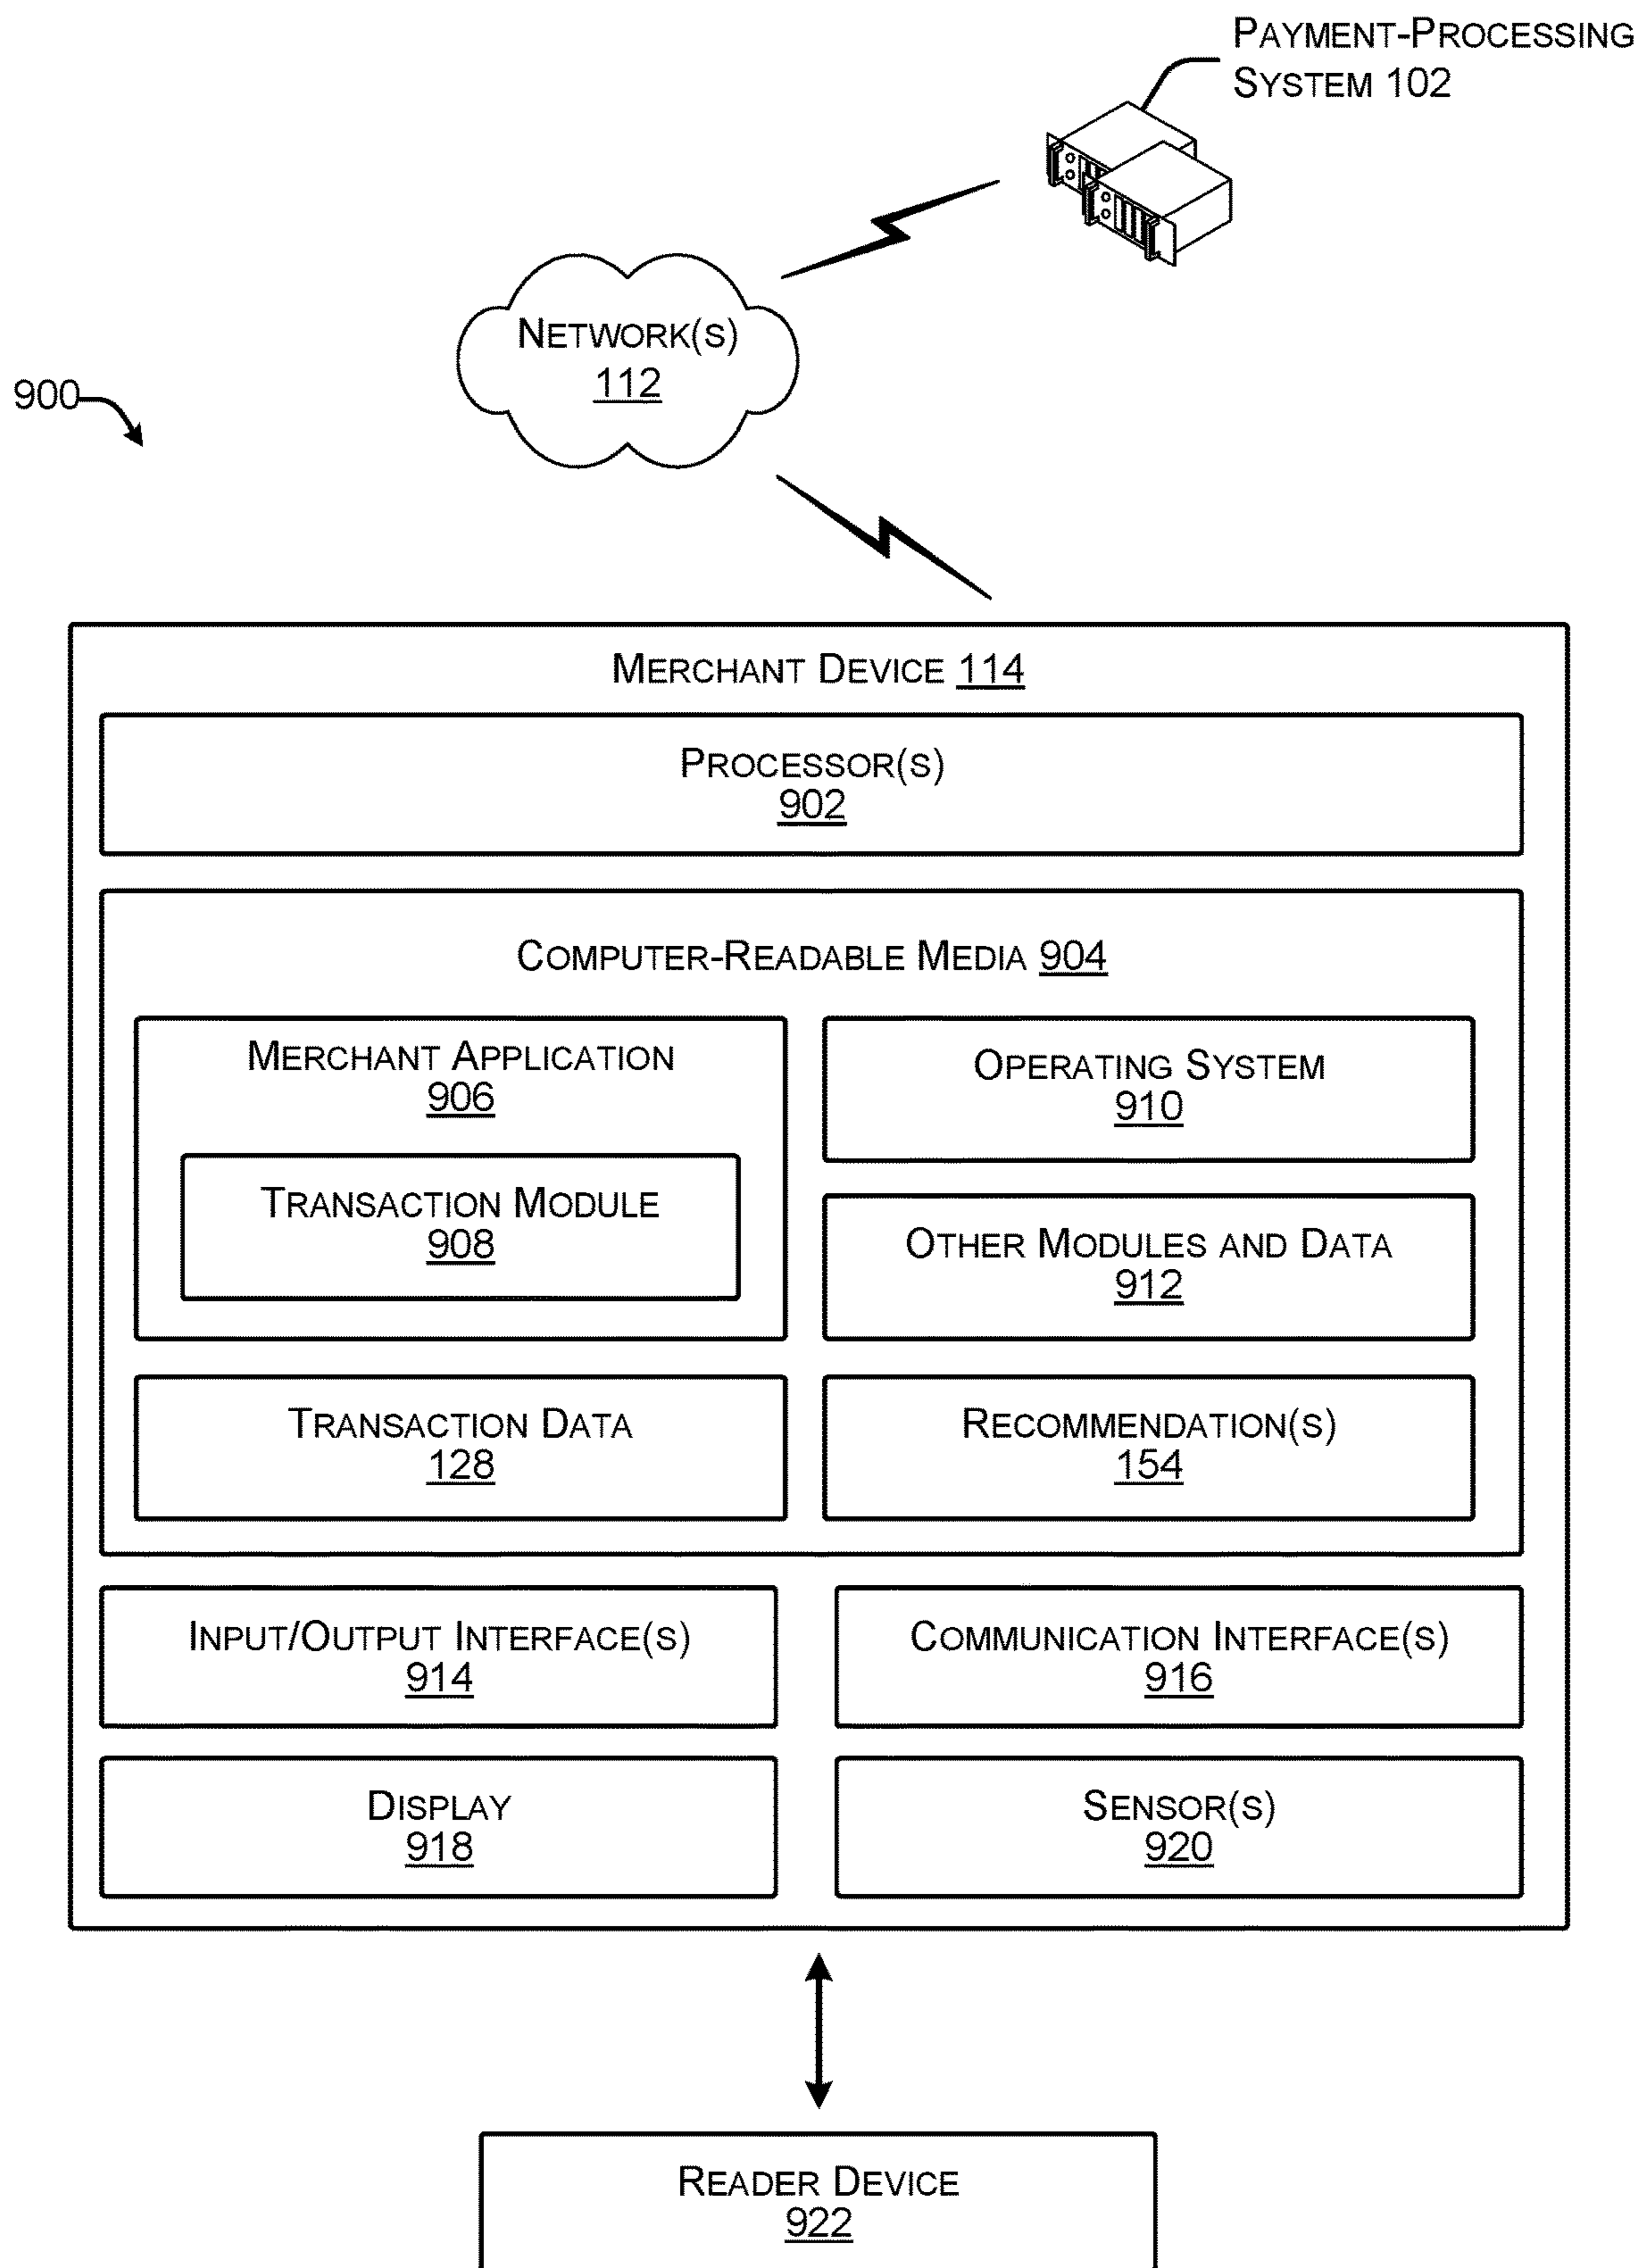 PAYMENT-PROCESSING
SYSTEM 102
NETWORK(S)
112
900
MERCHANT DEVICE 114
PROCESSOR(S)
902
COMPUTER-READABLE MEDIA 904
MERCHANT APPLICATION
906
TRANSACTION MODULE
908
OPERATING SYSTEM
910
OTHER MODULES AND DATA
912
TRANSACTION DATA
128
RECOMMENDATION(S)
154
INPUT/OUTPUT INTERFACE(S)
914
COMMUNICATION INTERFACE(S)
916
DISPLAY
918
SENSOR(S)
920
READER DEVICE
922